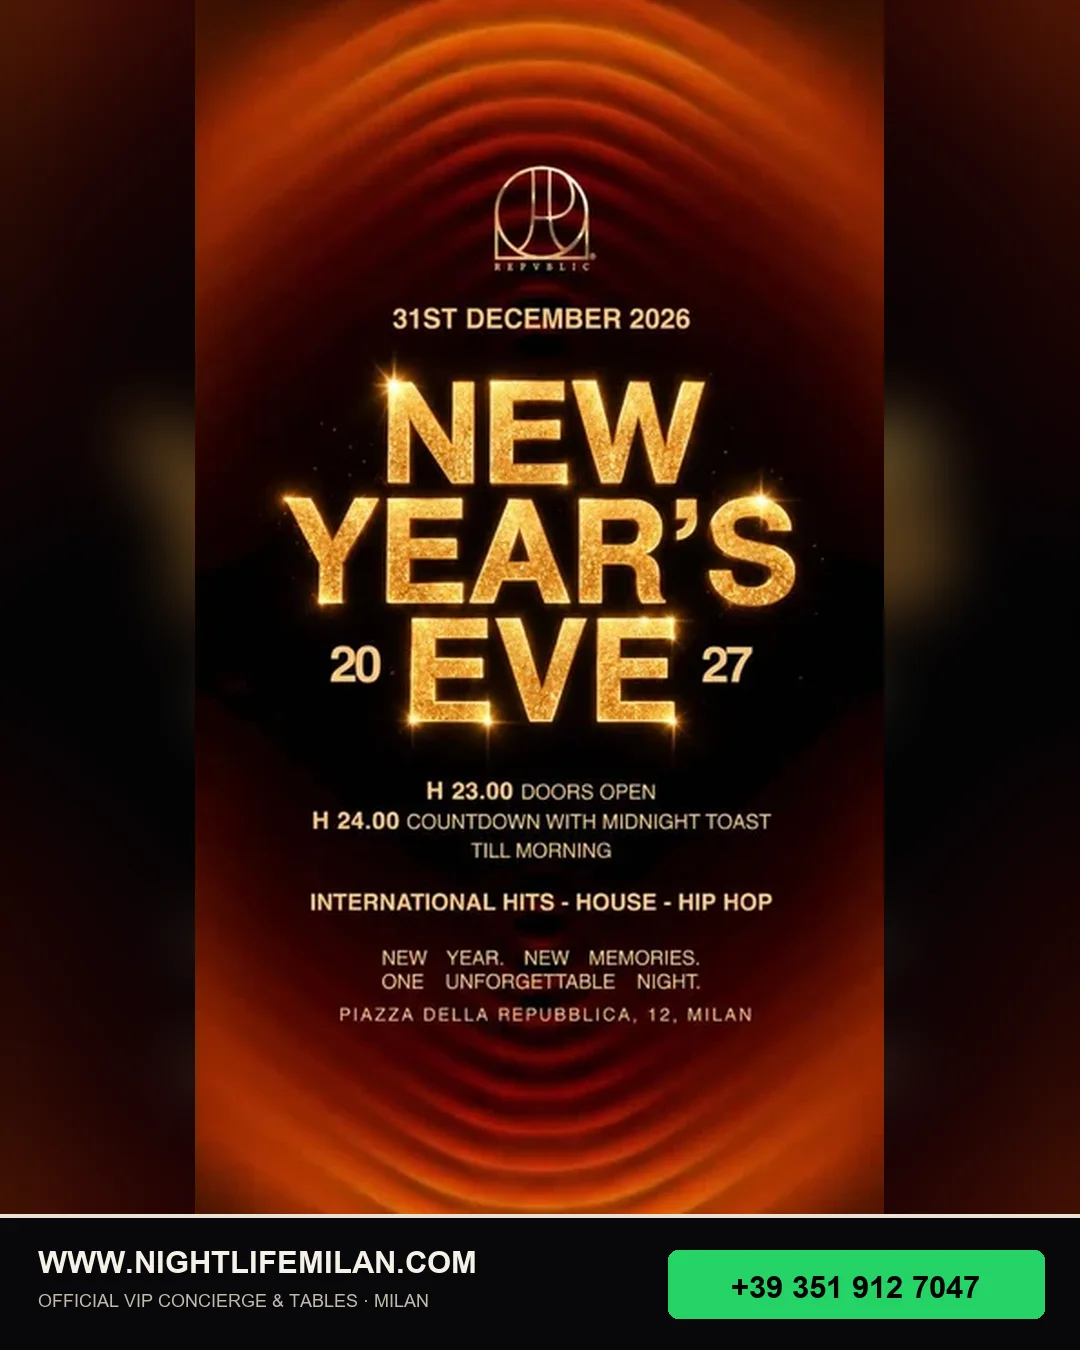 REPVBLIC
31ST DECEMBER 2026
NEW
YEAR'S
20 EVE 27
H 23.00 DOORS OPEN
H 24.00 COUNTDOWN WITH MIDNIGHT TOAST
TILL MORNING
INTERNATIONAL HITS - HOUSE - HIP HOP
NEW YEAR. NEW MEMORIES.
ONE UNFORGETTABLE NIGHT.
PIAZZA DELLA REPUBBLICA, 12, MILAN
WWW.NIGHTLIFEMILAN.COM
OFFICIAL VIP CONCIERGE & TABLES · MILAN
+39 351 912 7047